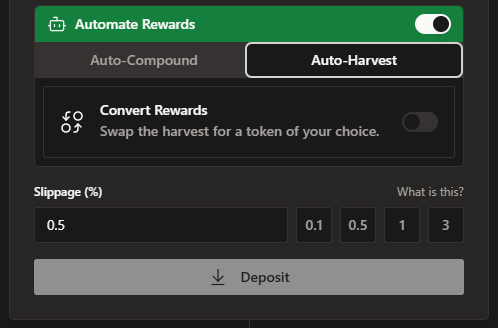 Automate Rewards
Auto-Compound
Auto-Harvest
Convert Rewards
Swap the harvest for a token of your choice.
Slippage (%)
What is this?
0.5
0.1
0.5
1
3
Deposit